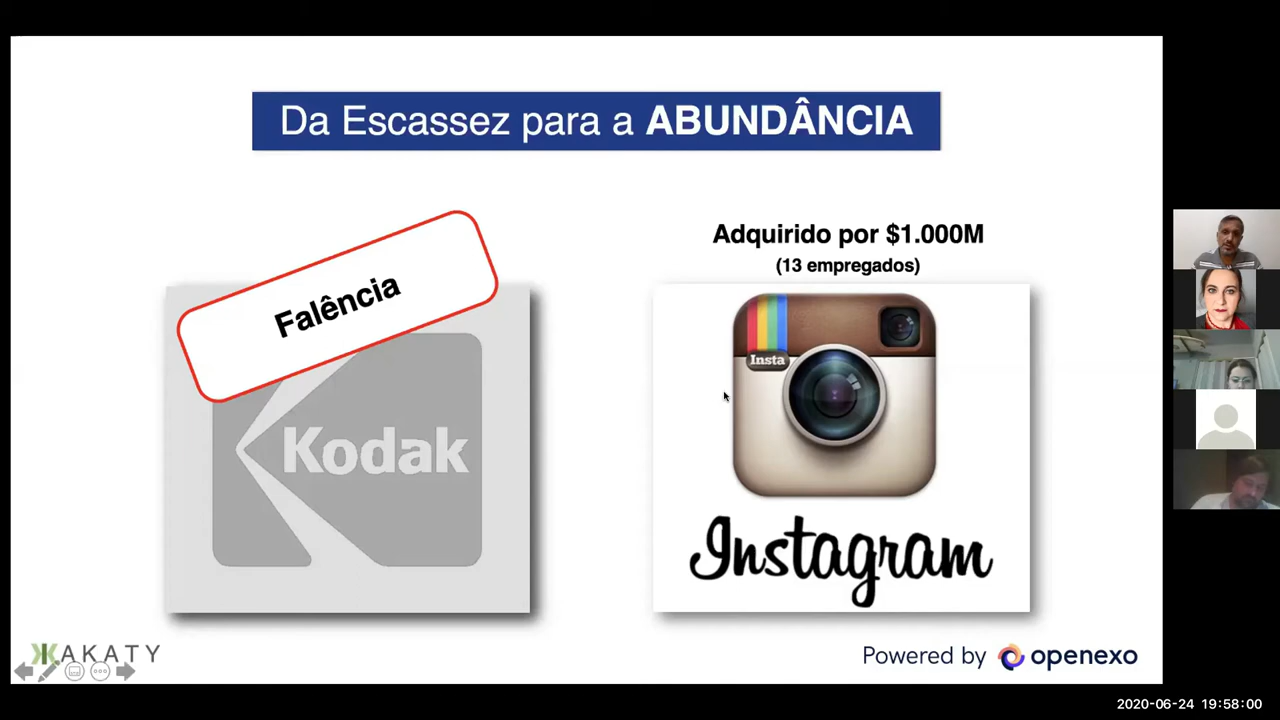 Da Escassez para a ABUNDÂNCIA
Falência
Kodak
Adquirido por $1.000M
(13 empregados)
Insta
Instagram
KAKATY
Powered by openexo
2020-06-24 19:58:00